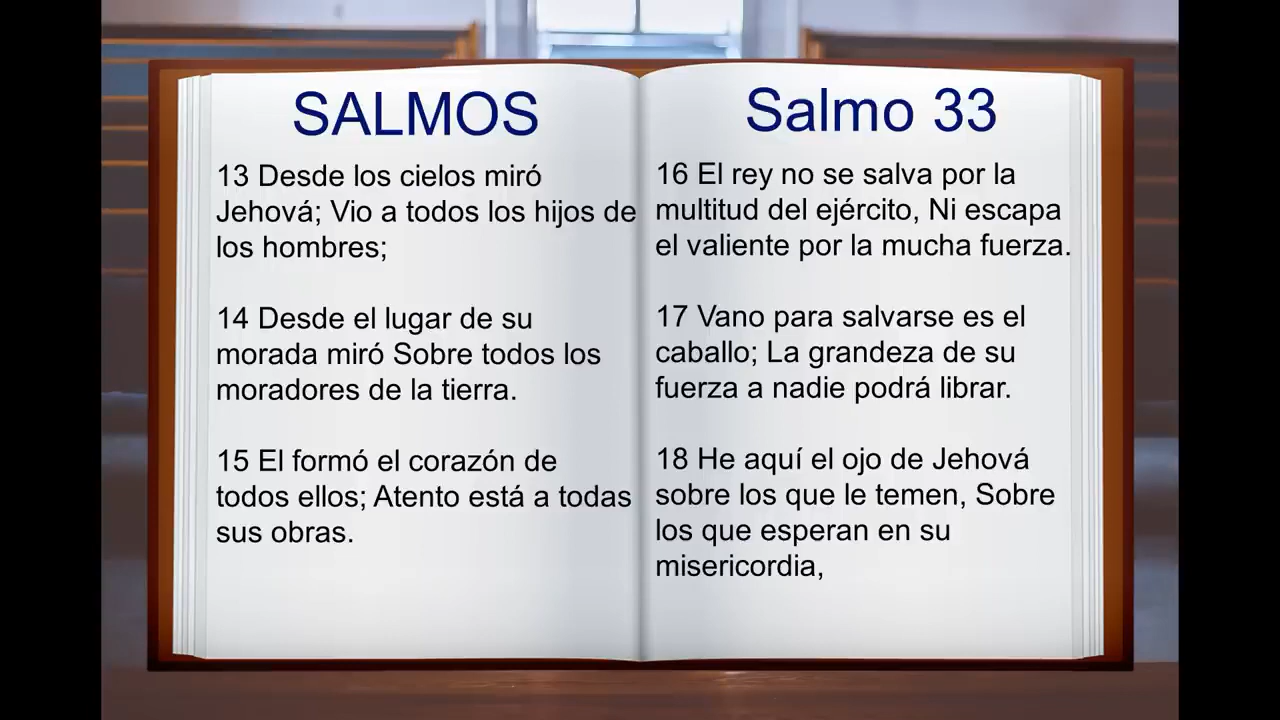 SALMOS
13 Desde los cielos miró
Jehová; Vio a todos los hijos de
los hombres;
14 Desde el lugar de su
morada miró Sobre todos los
moradores de la tierra.
15 El formó el corazón de
todos ellos; Atento está a todas
sus obras.
Salmo 33
16 El rey no se salva por la
multitud del ejército, Ni escapa
el valiente por la mucha fuerza.
17 Vano para salvarse es el
caballo; La grandeza de su
fuerza a nadie podrá librar.
18 He aquí el ojo de Jehová
sobre los que le temen, Sobre
los que esperan en su
misericordia,